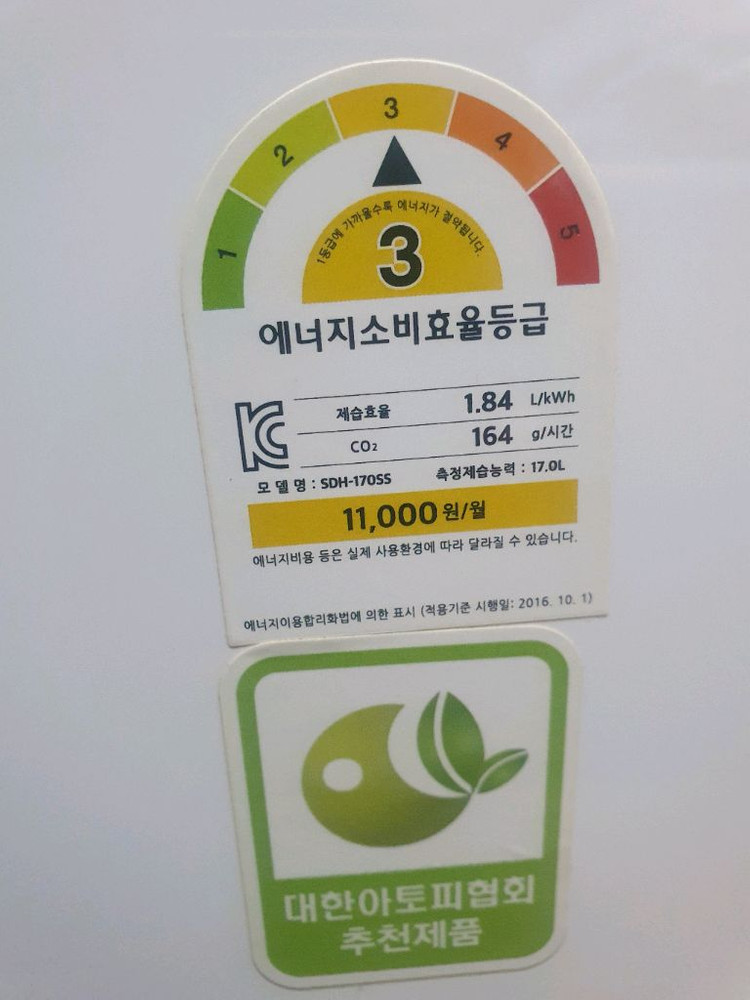 1
2
3
4
5
1등급에 가까울수록 에너지가 절약됩니다.
3
에너지소비효율등급
제습효율 1.84 L/kWh
CO₂ 164 g/시간
모 델 명 : SDH-170SS 측정제습능력 : 17.0L
11,000원/월
에너지비용 등은 실제 사용환경에 따라 달라질 수 있습니다.
에너지이용합리화법에 의한 표시 (적용기준 시행일: 2016. 10. 1)
대한아토피협회
추천제품